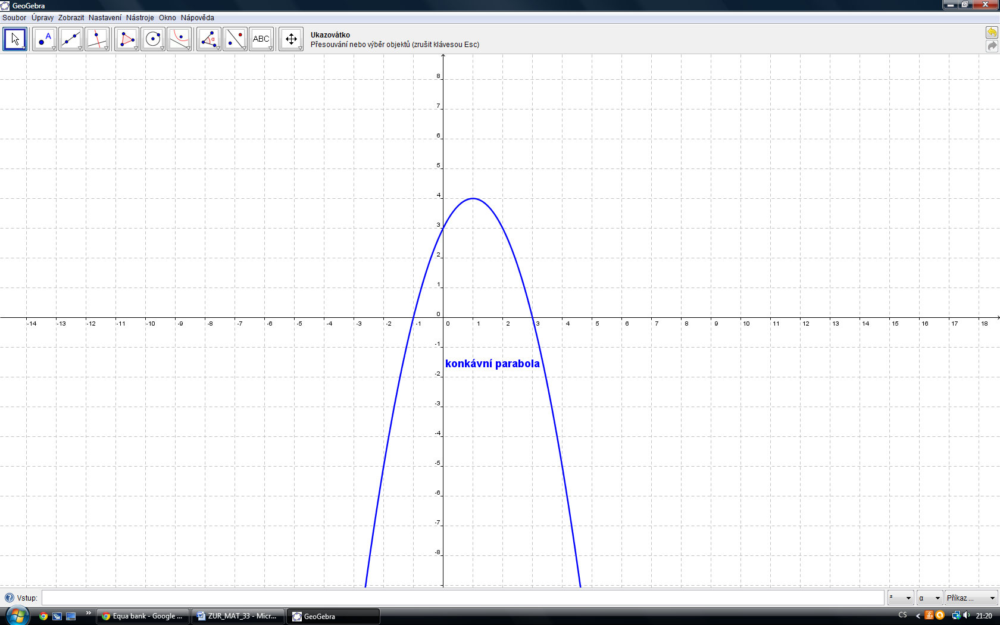 GeoGebra
Soubor Úpravy Zobrazit Nastavení Nástroje Okno Nápověda
A
α
ABC
Ukazovátko
Přesouvání nebo výběr objektů (zrušit klávesou Esc)
8
7
6
5
4
3
2
1
0
-14 -13 -12 -11 -10 -9 -8 -7 -6 -5 -4 -3 -2 -1 0 1 2 3 4 5 6 7 8 9 10 11 12 13 14 15 16 17 18
-1
konkávní parabola
-2
-3
-4
-5
-6
-7
-8
Vstup: ² α Příkaz ...
Equa bank - Google ... ZUR_MAT_33 - Micr... GeoGebra CS 21:20